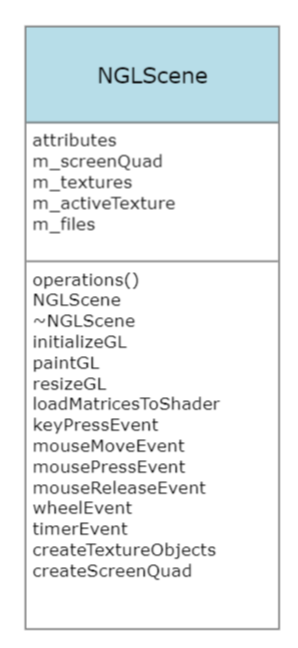 NGLScene
attributes
m_screenQuad
m_textures
m_activeTexture
m_files
operations()
NGLScene
~NGLScene
initializeGL
paintGL
resizeGL
loadMatricesToShader
keyPressEvent
mouseMoveEvent
mousePressEvent
mouseReleaseEvent
wheelEvent
timerEvent
createTextureObjects
createScreenQuad